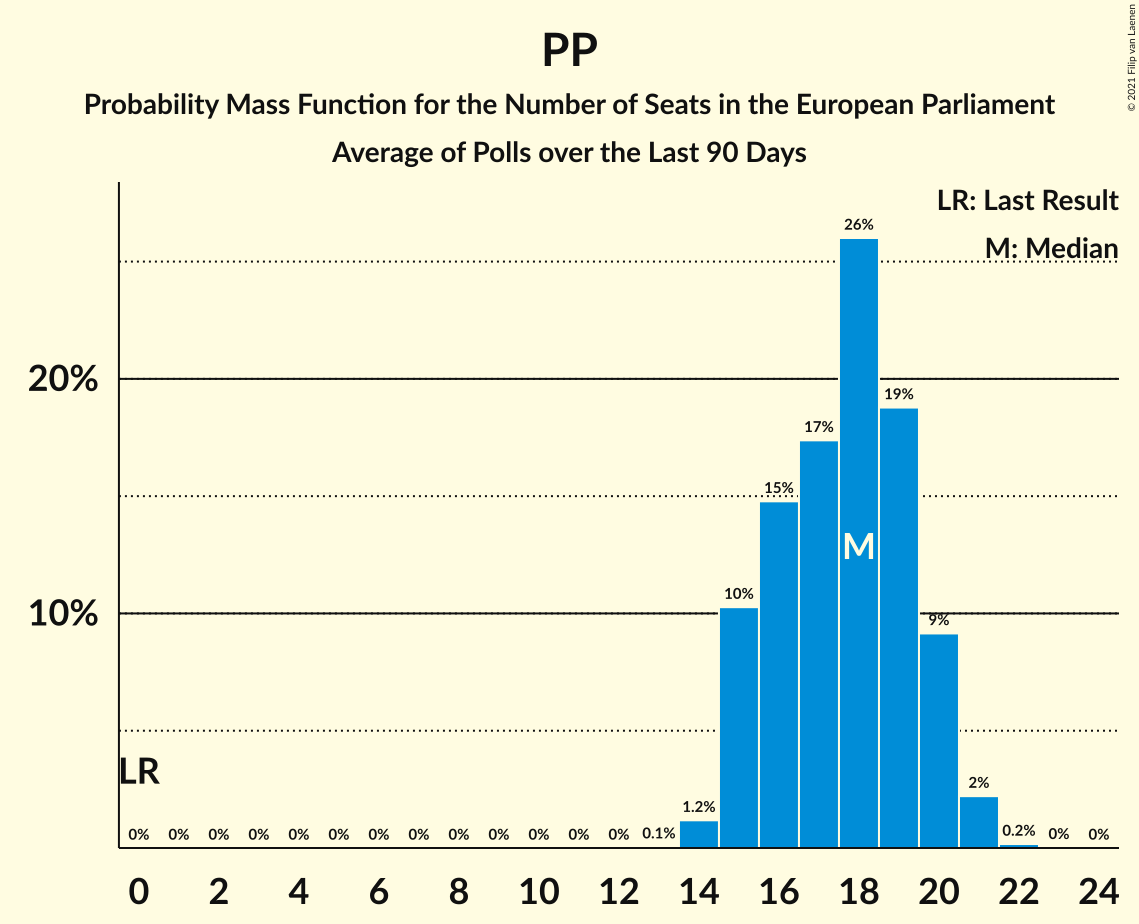 PP
Probability Mass Function for the Number of Seats in the European Parliament
Average of Polls over the Last 90 Days
© 2021 Filip van Laenen
LR: Last Result
M: Median
26%
20%
19%
17%
15%
M
10%
10%
9%
LR
2%
1.2%
0% 0% 0% 0% 0% 0% 0% 0% 0% 0% 0% 0% 0% 0.1% 0.2% 0% 0%
0 2 4 6 8 10 12 14 16 18 20 22 24